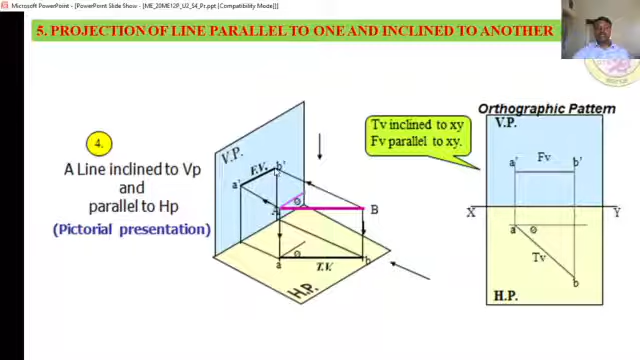 Microsoft PowerPoint - [PowerPoint Slide Show - [ME_20ME12P_U2_S4_Pr.ppt [Compatibility Mode]]]
5. PROJECTION OF LINE PARALLEL TO ONE AND INCLINED TO ANOTHER
4.
A Line inclined to Vp
and
parallel to Hp
(Pictorial presentation)
V.P.
F.V.
a'
b'
A
B
θ
θ
a
b
T.V.
H.P.
Tv inclined to xy
Fv parallel to xy.
Orthographic Pattern
V.P.
a'
Fv
b'
X
Y
a
θ
Tv
b
H.P.